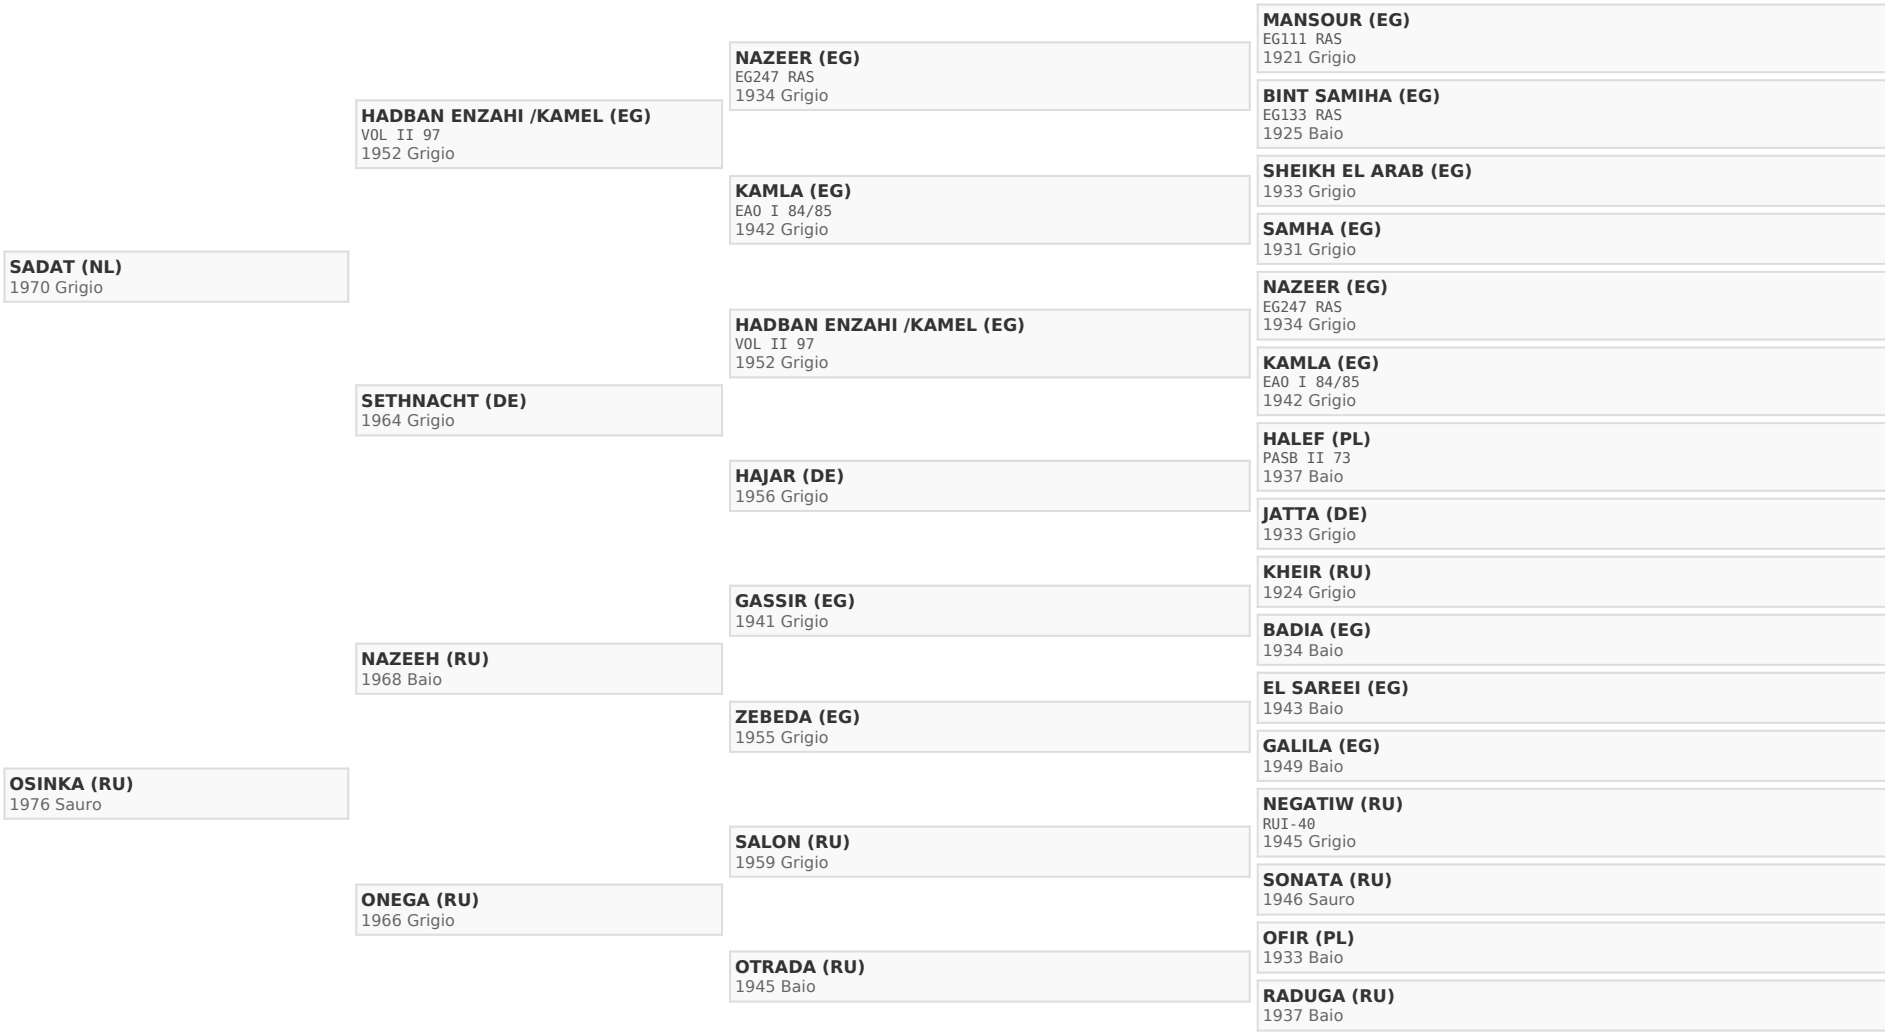 SADAT (NL)
1970 Grigio
OSINKA (RU)
1976 Sauro
HADBAN ENZAHI /KAMEL (EG)
VOL II 97
1952 Grigio
SETHNACHT (DE)
1964 Grigio
NAZEEH (RU)
1968 Baio
ONEGA (RU)
1966 Grigio
NAZEER (EG)
EG247 RAS
1934 Grigio
KAMLA (EG)
EAO I 84/85
1942 Grigio
HADBAN ENZAHI /KAMEL (EG)
VOL II 97
1952 Grigio
HAJAR (DE)
1956 Grigio
GASSIR (EG)
1941 Grigio
ZEBEDA (EG)
1955 Grigio
SALON (RU)
1959 Grigio
OTRADA (RU)
1945 Baio
MANSOUR (EG)
EG111 RAS
1921 Grigio
BINT SAMIHA (EG)
EG133 RAS
1925 Baio
SHEIKH EL ARAB (EG)
1933 Grigio
SAMHA (EG)
1931 Grigio
NAZEER (EG)
EG247 RAS
1934 Grigio
KAMLA (EG)
EAO I 84/85
1942 Grigio
HALEF (PL)
PASB II 73
1937 Baio
JATTA (DE)
1933 Grigio
KHEIR (RU)
1924 Grigio
BADIA (EG)
1934 Baio
EL SAREEI (EG)
1943 Baio
GALILA (EG)
1949 Baio
NEGATIW (RU)
RUI-40
1945 Grigio
SONATA (RU)
1946 Sauro
OFIR (PL)
1933 Baio
RADUGA (RU)
1937 Baio